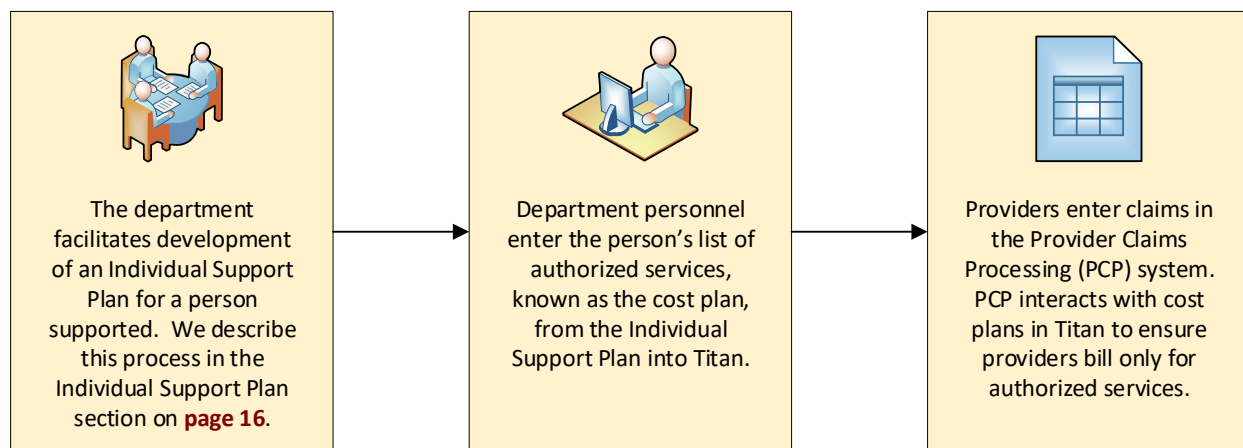 The department
facilitates development
of an Individual Support
Plan for a person
supported.  We describe
this process in the
Individual Support Plan
section on page 16.
Department personnel
enter the person’s list of
authorized services,
known as the cost plan,
from the Individual
Support Plan into Titan.
Providers enter claims in
the Provider Claims
Processing (PCP) system.
PCP interacts with cost
plans in Titan to ensure
providers bill only for
authorized services.